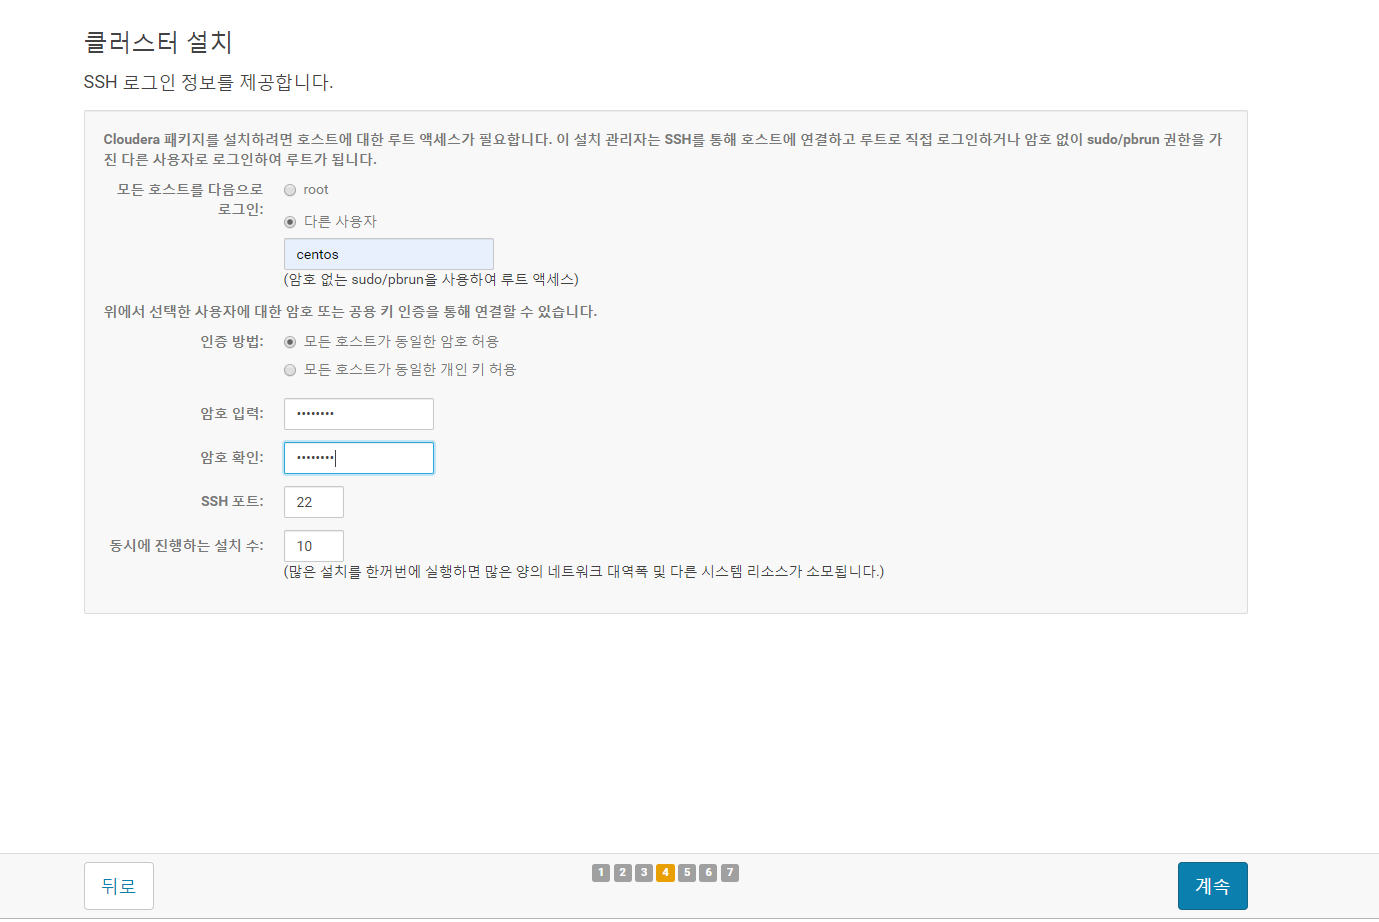 클러스터 설치
SSH 로그인 정보를 제공합니다.
Cloudera 패키지를 설치하려면 호스트에 대한 루트 액세스가 필요합니다. 이 설치 관리자는 SSH를 통해 호스트에 연결하고 루트로 직접 로그인하거나 암호 없이 sudo/pbrun 권한을 가
진 다른 사용자로 로그인하여 루트가 됩니다.
모든 호스트를 다음으로 root
로그인:
다른 사용자
centos
(암호 없는 sudo/pbrun을 사용하여 루트 액세스)
위에서 선택한 사용자에 대한 암호 또는 공용 키 인증을 통해 연결할 수 있습니다.
인증 방법: 모든 호스트가 동일한 암호 허용
모든 호스트가 동일한 개인 키 허용
암호 입력: ••••••••
암호 확인: ••••••••
SSH 포트: 22
동시에 진행하는 설치 수: 10
(많은 설치를 한꺼번에 실행하면 많은 양의 네트워크 대역폭 및 다른 시스템 리소스가 소모됩니다.)
뒤로 1 2 3 4 5 6 7 계속